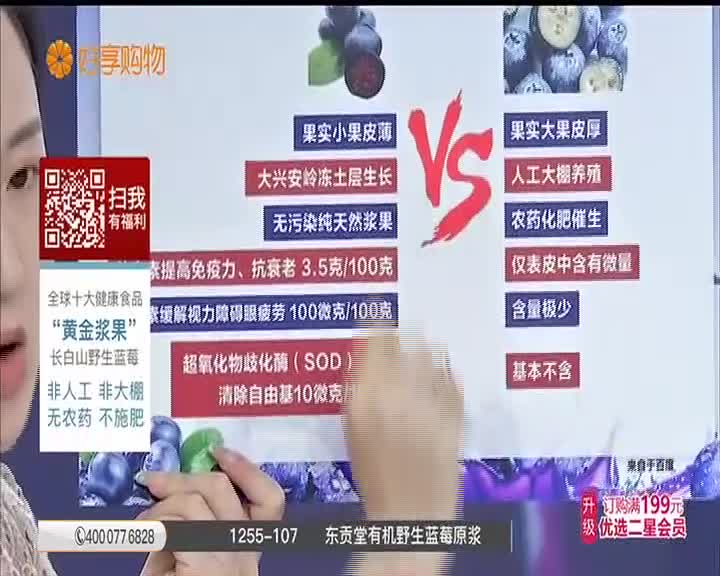 好享购物
VS
果实小果皮薄
果实大果皮厚
大兴安岭冻土层生长
人工大棚养殖
无污染纯天然浆果
农药化肥催生
素提高免疫力、抗衰老 3.5克/100克
仅表皮中含有微量
素缓解视力障碍眼疲劳 100微克/100克
含量极少
超氧化物歧化酶（SOD）
清除自由基10微克/
基本不含
来自于百度
扫我
有福利
全球十大健康食品
“黄金浆果”
长白山野生蓝莓
非人工 非大棚
无农药 不施肥
升级
订购满199元
优选二星会员
400 077 6828
1255-107
东贡堂有机野生蓝莓原浆